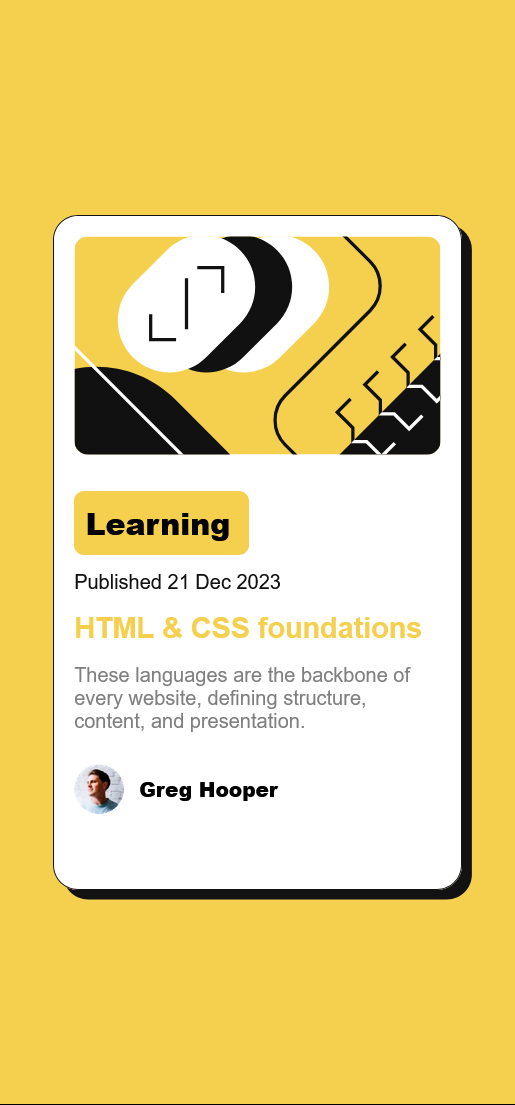 Learning
Published 21 Dec 2023
HTML & CSS foundations
These languages are the backbone of
every website, defining structure,
content, and presentation.
Greg Hooper